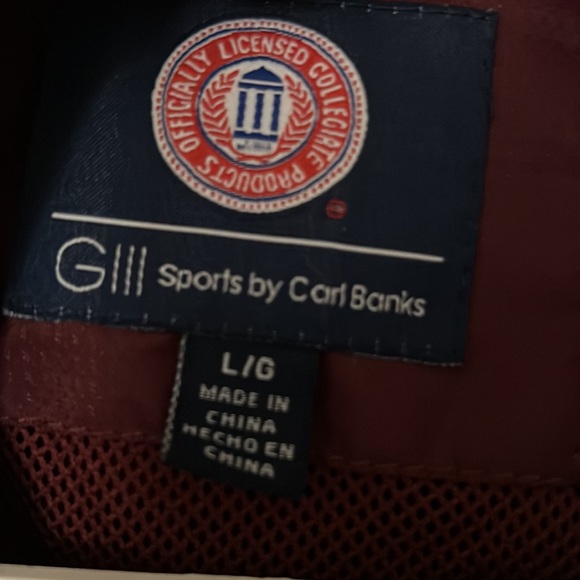 OFFICIALLY LICENSED COLLEGIATE PRODUCTS
GIII Sports by Carl Banks
L/G
MADE IN
CHINA
HECHO EN
CHINA